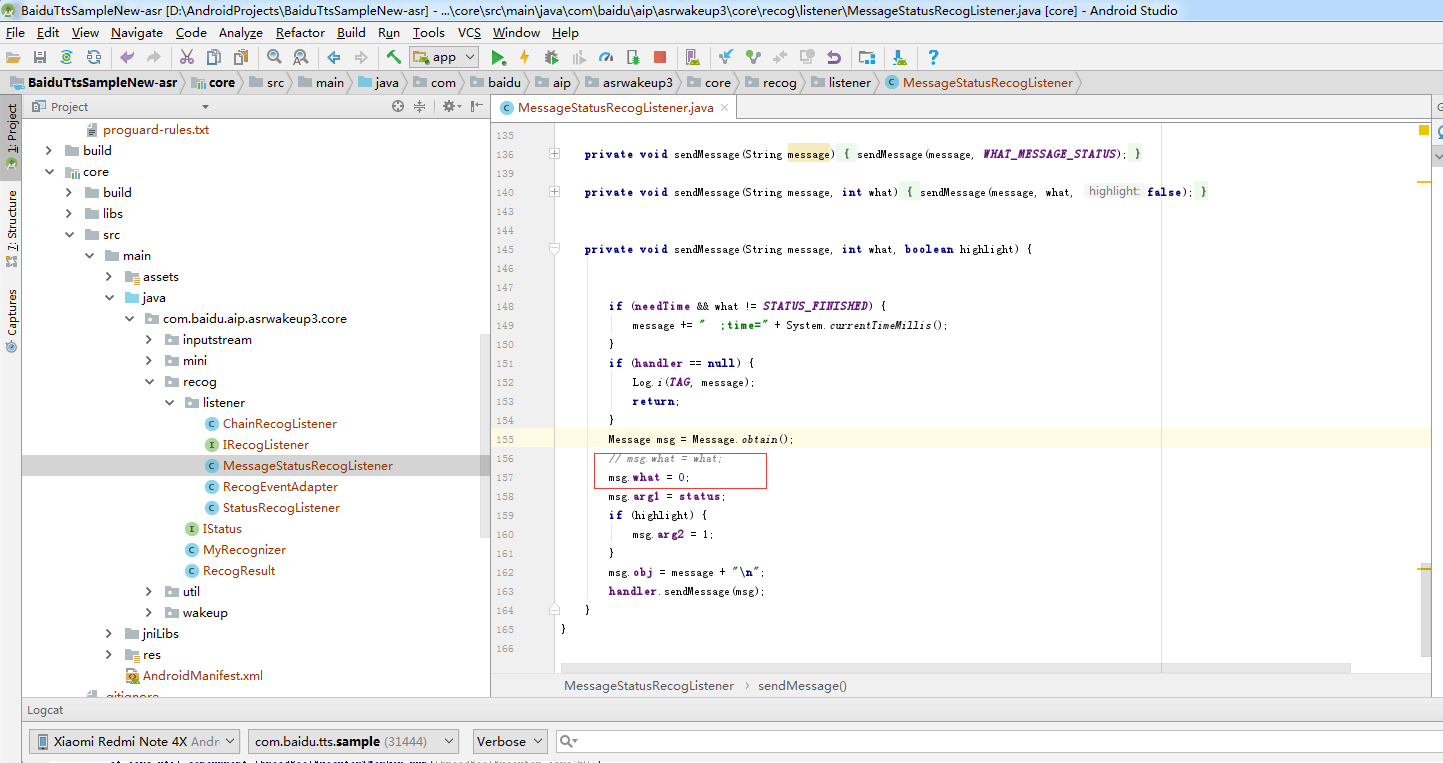 BaiduTtsSampleNew-asr [D:\AndroidProjects\BaiduTtsSampleNew-asr] - ...\core\src\main\java\com\baidu\aip\asrwakeup3\core\recog\listener\MessageStatusRecogListener.java [core] - Android Studio
File Edit View Navigate Code Analyze Refactor Build Run Tools VCS Window Help
app
BaiduTtsSampleNew-asr core src main java com baidu aip asrwakeup3 core recog listener MessageStatusRecogListener
1: Project
7: Structure
Captures
Project
proguard-rules.txt
build
core
build
libs
src
main
assets
java
com.baidu.aip.asrwakeup3.core
inputstream
mini
recog
listener
ChainRecogListener
IRecogListener
MessageStatusRecogListener
RecogEventAdapter
StatusRecogListener
IStatus
MyRecognizer
RecogResult
util
wakeup
jniLibs
res
AndroidManifest.xml
.gitignore
MessageStatusRecogListener.java
135
136 private void sendMessage(String message) { sendMessage(message, WHAT_MESSAGE_STATUS); }
139
140 private void sendMessage(String message, int what) { sendMessage(message, what, highlight: false); }
143
144
145 private void sendMessage(String message, int what, boolean highlight) {
146
147
148 if (needTime && what != STATUS_FINISHED) {
149 message += " ;time=" + System.currentTimeMillis();
150 }
151 if (handler == null) {
152 Log.i(TAG, message);
153 return;
154 }
155 Message msg = Message.obtain();
156 // msg.what = what;
157 msg.what = 0;
158 msg.arg1 = status;
159 if (highlight) {
160 msg.arg2 = 1;
161 }
162 msg.obj = message + "\n";
163 handler.sendMessage(msg);
164 }
165 }
166
MessageStatusRecogListener › sendMessage()
Logcat
Xiaomi Redmi Note 4X Andr com.baidu.tts.sample (31444) Verbose